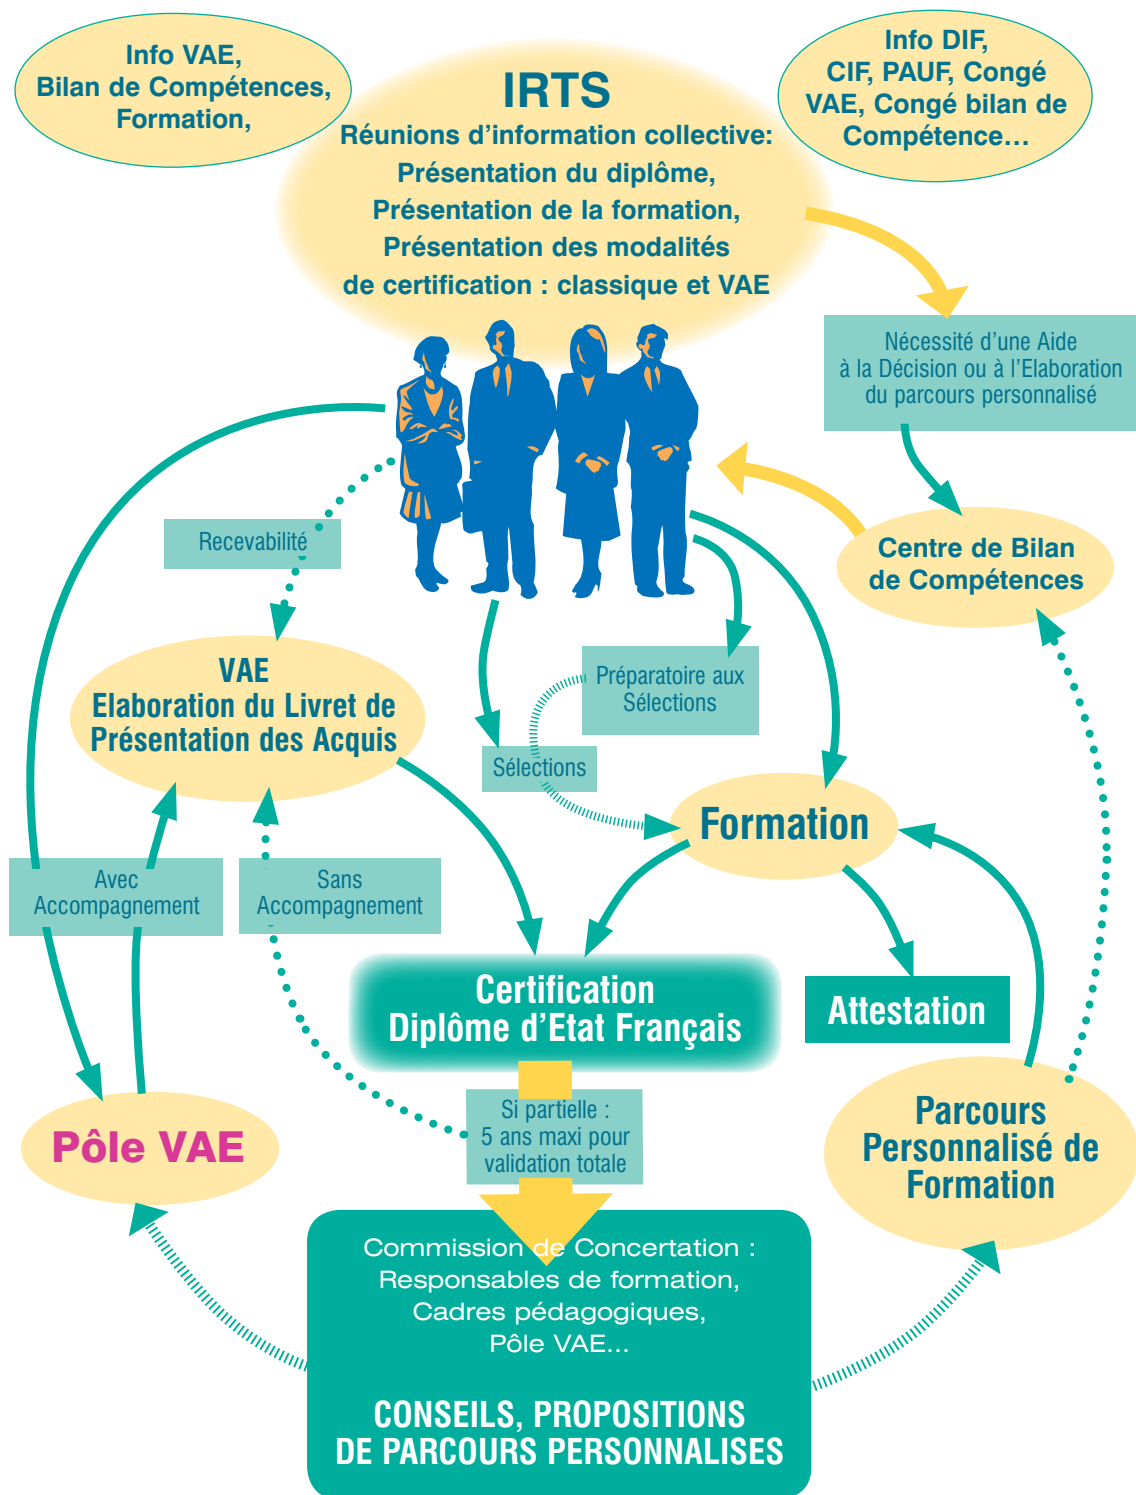 Info VAE,
Bilan de Compétences,
Formation,
IRTS
Réunions d’information collective:
Présentation du diplôme,
Présentation de la formation,
Présentation des modalités
de certification : classique et VAE
Info DIF,
CIF, PAUF, Congé
VAE, Congé bilan de
Compétence…
Nécessité d’une Aide
à la Décision ou à l’Elaboration
du parcours personnalisé
Recevabilité
Centre de Bilan
de Compétences
VAE
Elaboration du Livret de
Présentation des Acquis
Préparatoire aux
Sélections
Sélections
Formation
Avec
Accompagnement
Sans
Accompagnement
Certification
Diplôme d’Etat Français
Attestation
Si partielle :
5 ans maxi pour
validation totale
Pôle VAE
Parcours
Personnalisé de
Formation
Commission de Concertation :
Responsables de formation,
Cadres pédagogiques,
Pôle VAE...
CONSEILS, PROPOSITIONS
DE PARCOURS PERSONNALISES